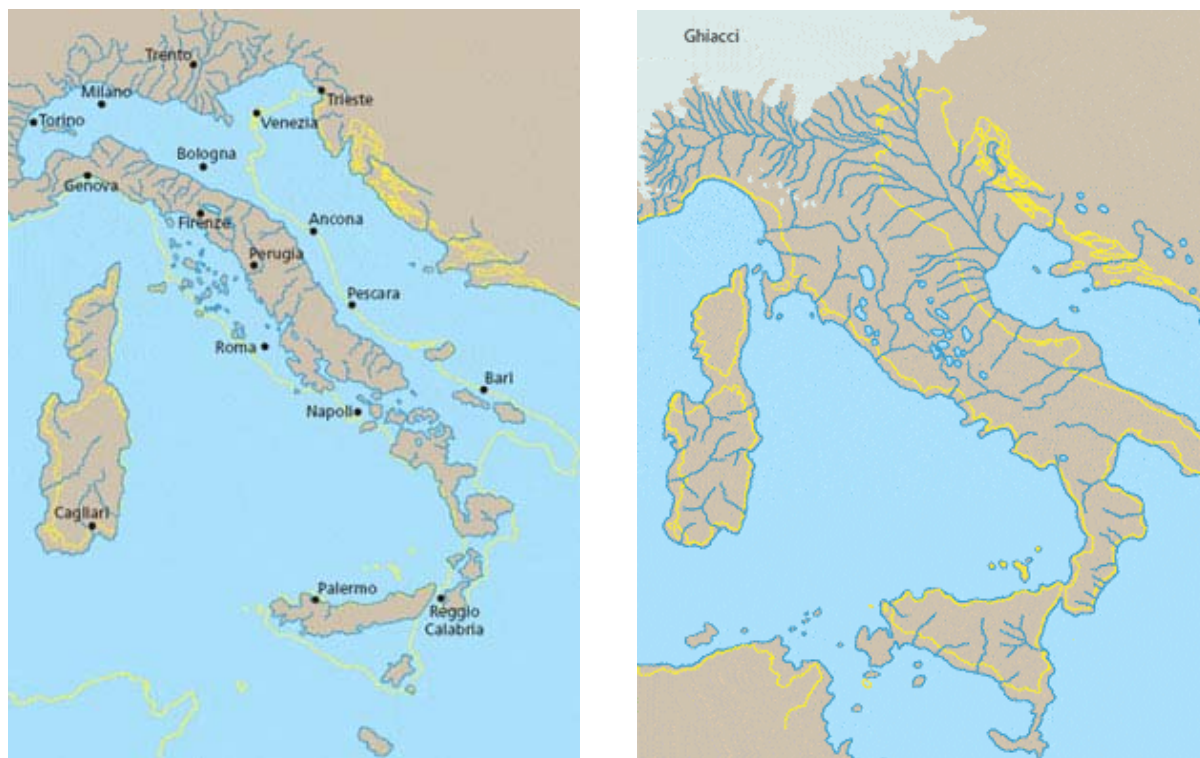 Trento
Milano
Trieste
Torino
Venezia
Bologna
Genova
Firenze
Ancona
Perugia
Pescara
Roma
Bari
Napoli
Cagliari
Palermo
Reggio
Calabria
Ghiacci